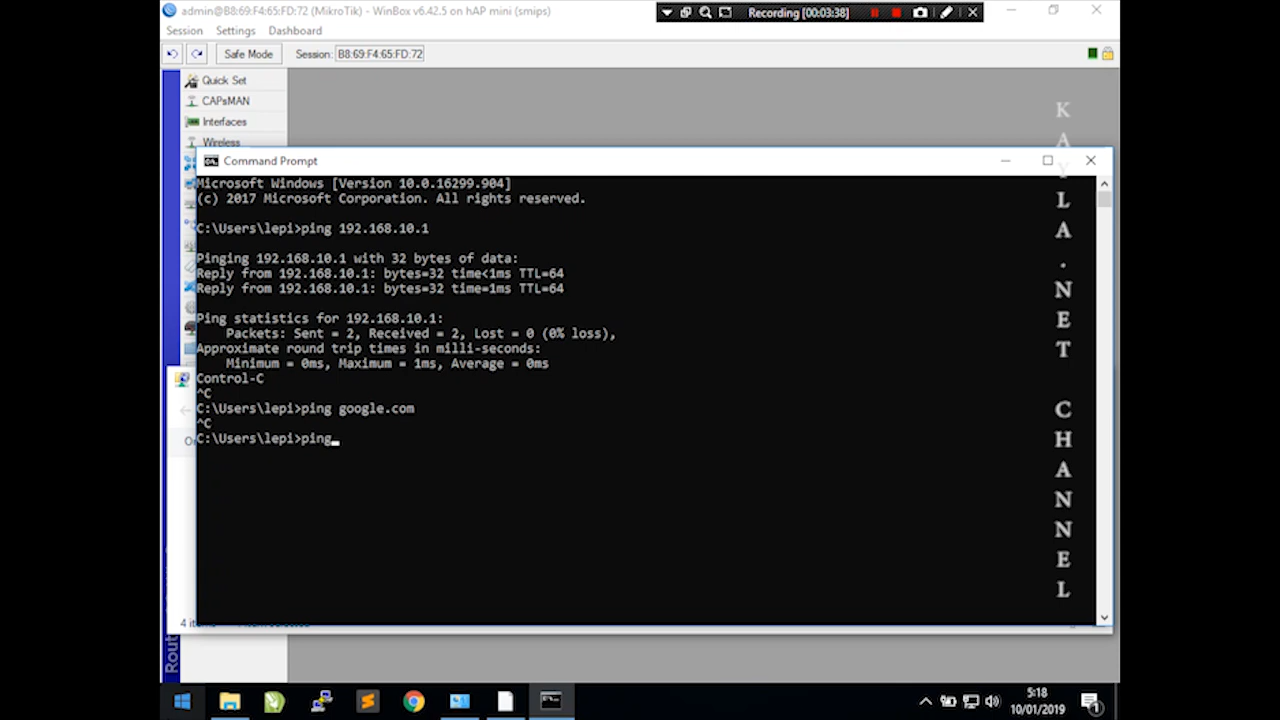 admin@B8:69:F4:65:FD:72 (MikroTik) - WinBox v6.42.5 on hAP mini (smips)
Recording [00:03:38]
Session Settings Dashboard
Safe Mode Session: B8:69:F4:65:FD:72
Quick Set
CAPsMAN
Interfaces
Wireless
Command Prompt
Microsoft Windows [Version 10.0.16299.904]
(c) 2017 Microsoft Corporation. All rights reserved.
C:\Users\lepi>ping 192.168.10.1
Pinging 192.168.10.1 with 32 bytes of data:
Reply from 192.168.10.1: bytes=32 time<1ms TTL=64
Reply from 192.168.10.1: bytes=32 time=1ms TTL=64
Ping statistics for 192.168.10.1:
Packets: Sent = 2, Received = 2, Lost = 0 (0% loss),
Approximate round trip times in milli-seconds:
Minimum = 0ms, Maximum = 1ms, Average = 0ms
Control-C
^C
C:\Users\lepi>ping google.com
^C
C:\Users\lepi>ping
KAYLA.NET CHANNEL
Rout
5:18
10/01/2019
1